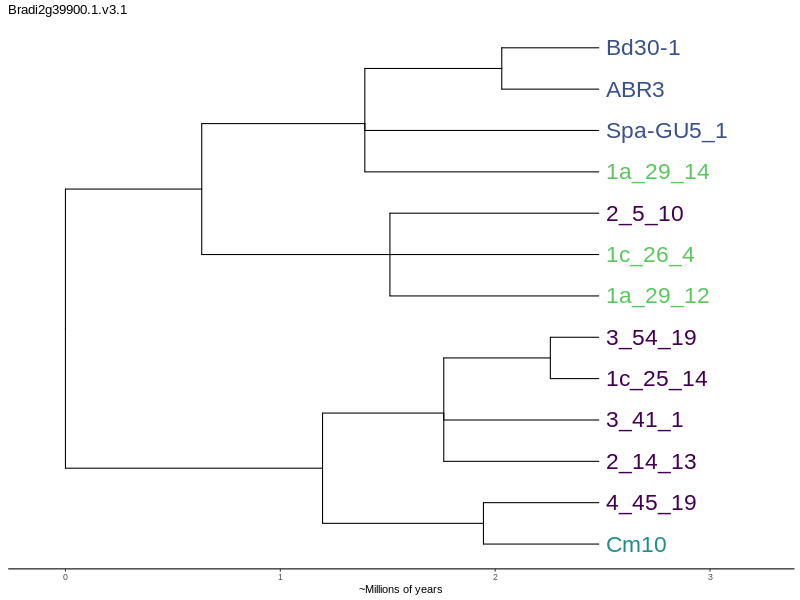 Bradi2g39900.1.v3.1
Bd30-1
ABR3
Spa-GU5_1
1a_29_14
2_5_10
1c_26_4
1a_29_12
3_54_19
1c_25_14
3_41_1
2_14_13
4_45_19
Cm10
0 1 2 3
~Millions of years